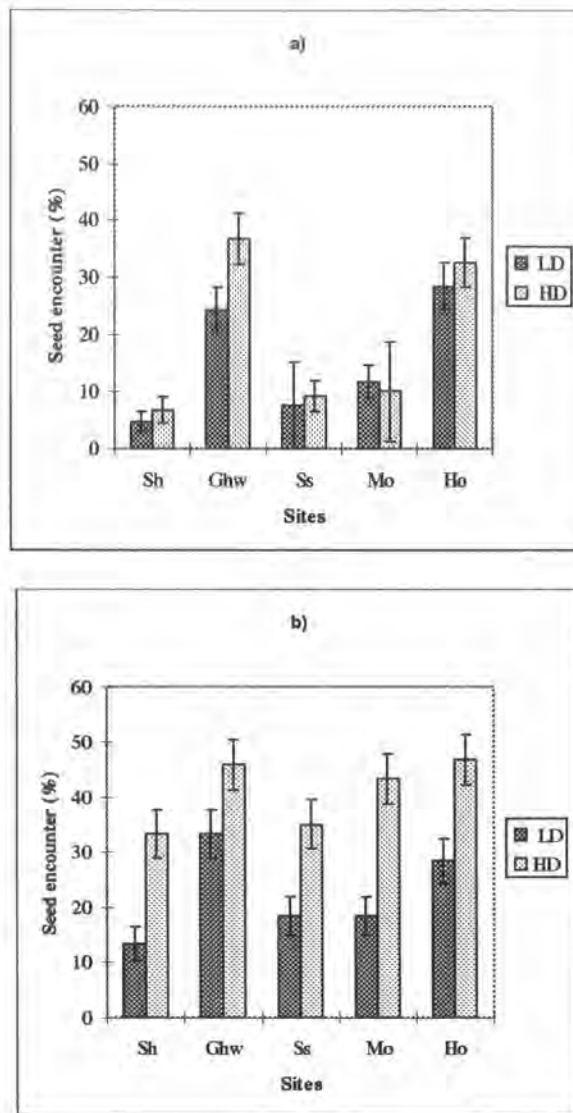 a)
60
50
40
30
20
10
0
Seed encounter (%)
Sh Ghw Ss Mo Ho
Sites
LD
HD
b)
60
50
40
30
20
10
0
Seed encounter (%)
Sh Ghw Ss Mo Ho
Sites
LD
HD